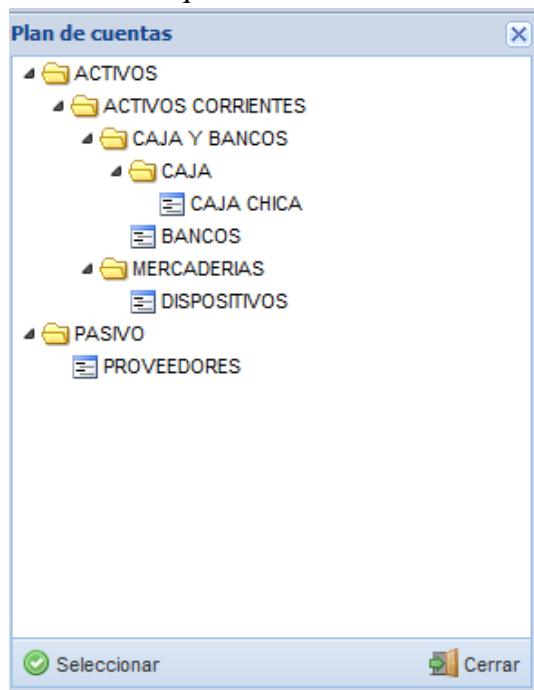 Plan de cuentas
ACTIVOS
ACTIVOS CORRIENTES
CAJA Y BANCOS
CAJA
CAJA CHICA
BANCOS
MERCADERIAS
DISPOSITIVOS
PASIVO
PROVEEDORES
Seleccionar Cerrar